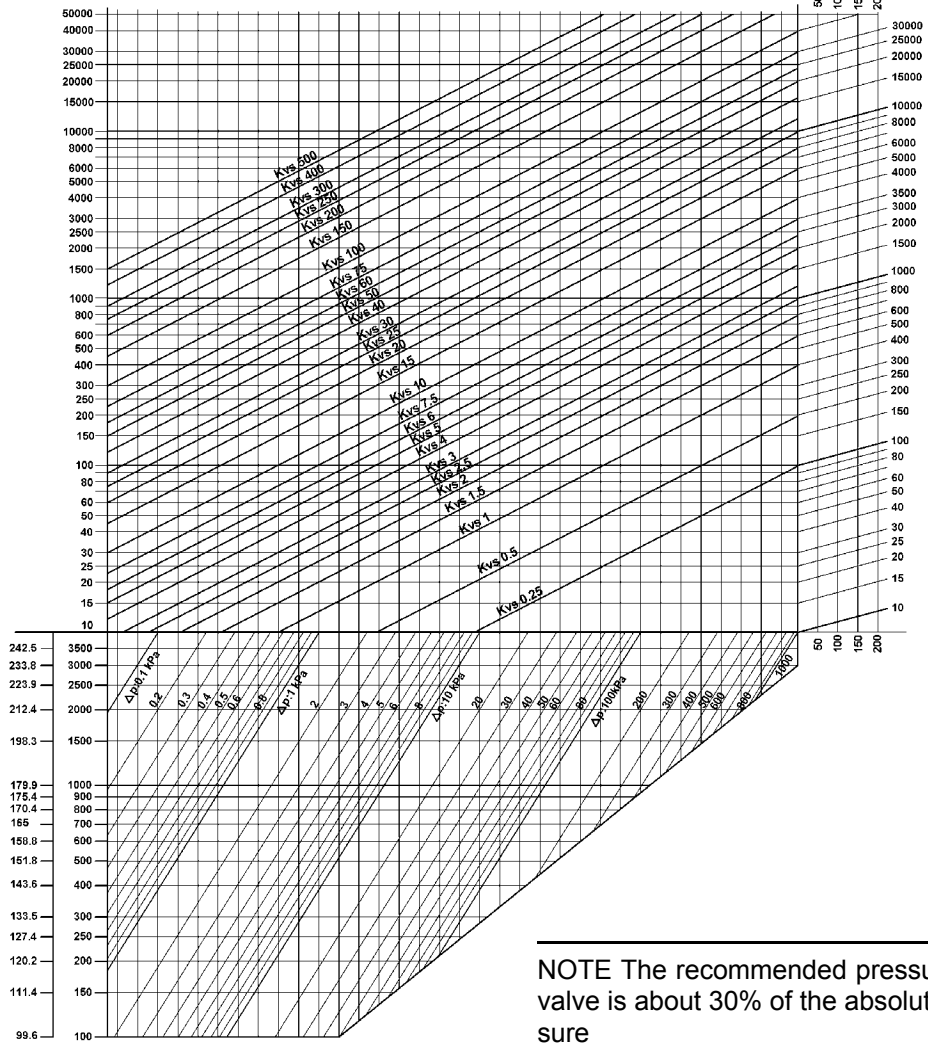 50000
40000
30000
25000
20000
15000
10000
8000
6000
5000
4000
3000
2500
2000
1500
1000
800
600
500
400
300
250
200
150
100
80
60
50
40
30
25
20
15
10
Kvs 500
Kvs 400
Kvs 300
Kvs 250
Kvs 200
Kvs 150
Kvs 100
Kvs 75
Kvs 60
Kvs 50
Kvs 40
Kvs 30
Kvs 25
Kvs 20
Kvs 15
Kvs 10
Kvs 7.5
Kvs 6
Kvs 5
Kvs 4
Kvs 3
Kvs 2.5
Kvs 2
Kvs 1.5
Kvs 1
Kvs 0.5
Kvs 0.25
30000
25000
20000
15000
10000
8000
6000
5000
4000
3500
3000
2000
1500
1000
800
600
500
400
300
250
200
150
100
80
60
50
40
30
25
20
15
10
50 100 150 200
242.5 3500
233.8 3000
223.9 2500
212.4 2000
198.3 1500
179.9 1000
175.4 900
170.4 800
165 700
158.8 600
151.8 500
143.6 400
133.5 300
127.4 250
120.2 200
111.4 150
99.6 100
Δp:0.1 kPa 0.2 0.3 0.4 0.5 0.6 0.8 Δp:1 kPa 2 3 4 5 6 8 Δp:10 kPa 20 30 40 50 60 80 Δp:100kPa 200 300 400 500 600 800 1000
NOTE The recommended pressu
valve is about 30% of the absolut
sure